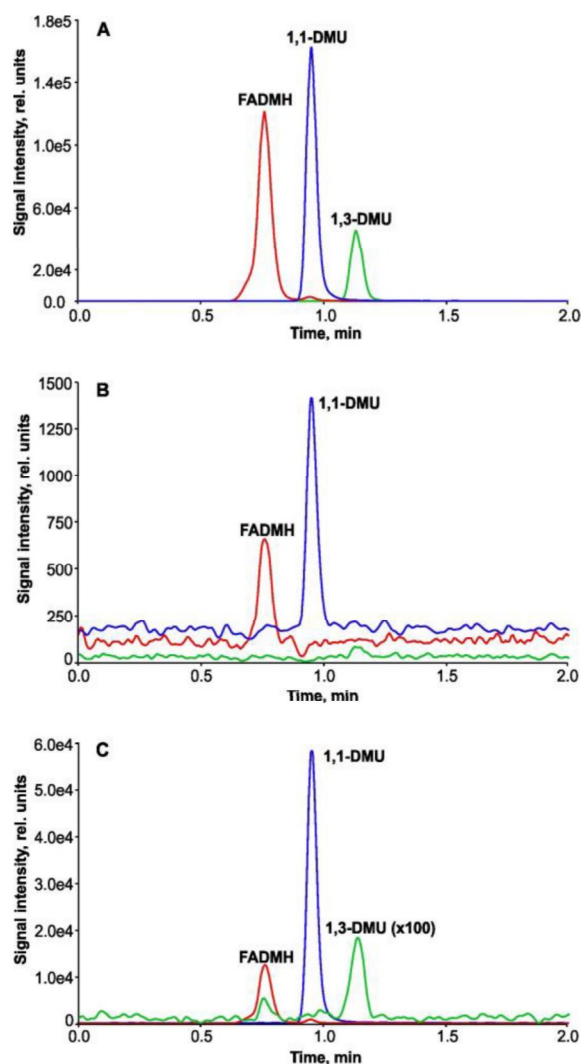 A
Signal intensity, rel. units
1.8e5
1.4e5
1.0e5
6.0e4
2.0e4
0.0
FADMH
1,1-DMU
1,3-DMU
0.0 0.5 1.0 1.5 2.0
Time, min
B
Signal intensity, rel. units
1500
1250
1000
750
500
250
0
1,1-DMU
FADMH
0.0 0.5 1.0 1.5 2.0
Time, min
C
Signal intensity, rel. units
6.0e4
5.0e4
4.0e4
3.0e4
2.0e4
1.0e4
0
1,1-DMU
1,3-DMU (x100)
FADMH
0.0 0.5 1.0 1.5 2.0
Time, min